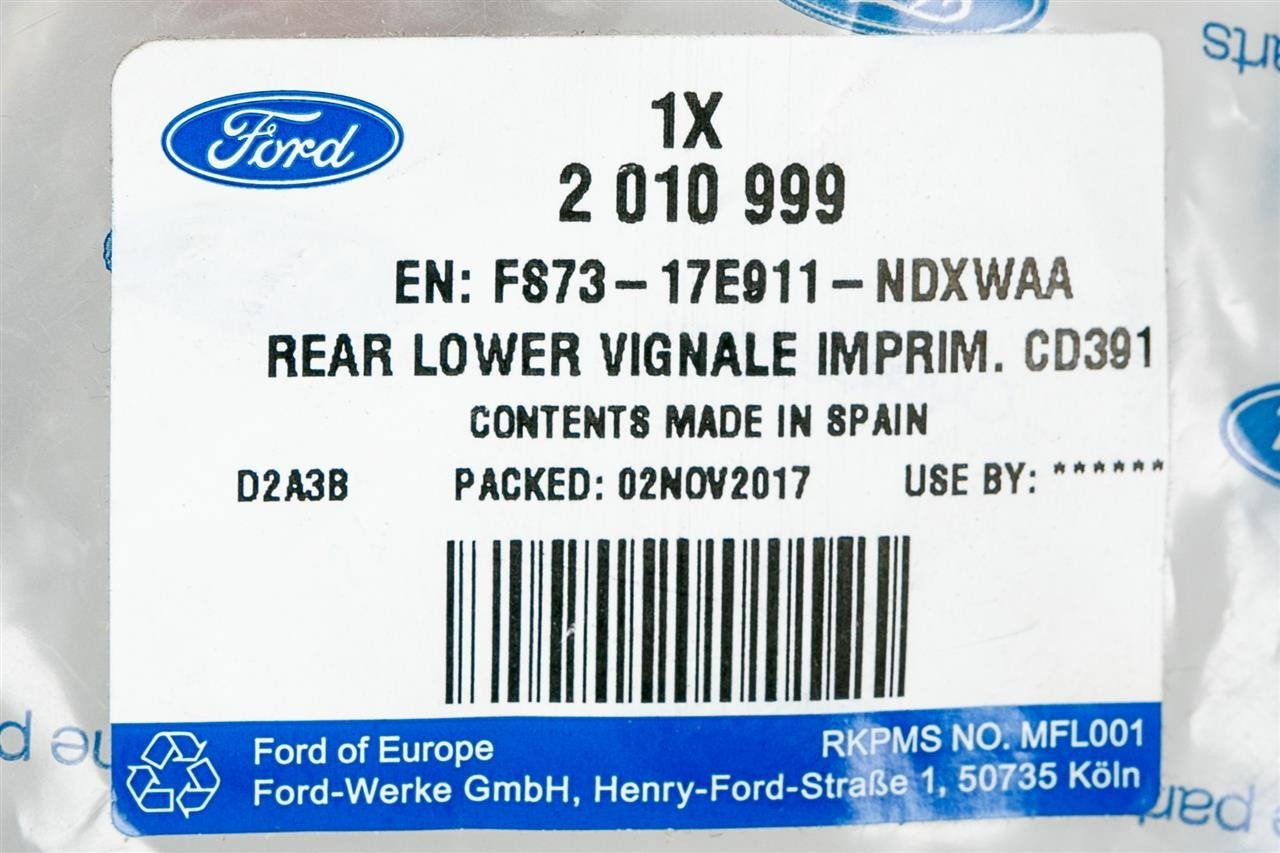 Ford
1X
2 010 999
EN: FS73-17E911-NDXWAA
REAR LOWER VIGNALE IMPRIM. CD391
CONTENTS MADE IN SPAIN
D2A3B PACKED: 02NOV2017 USE BY: ******
Ford of Europe RKPMS NO. MFL001
Ford-Werke GmbH, Henry-Ford-Straße 1, 50735 Köln